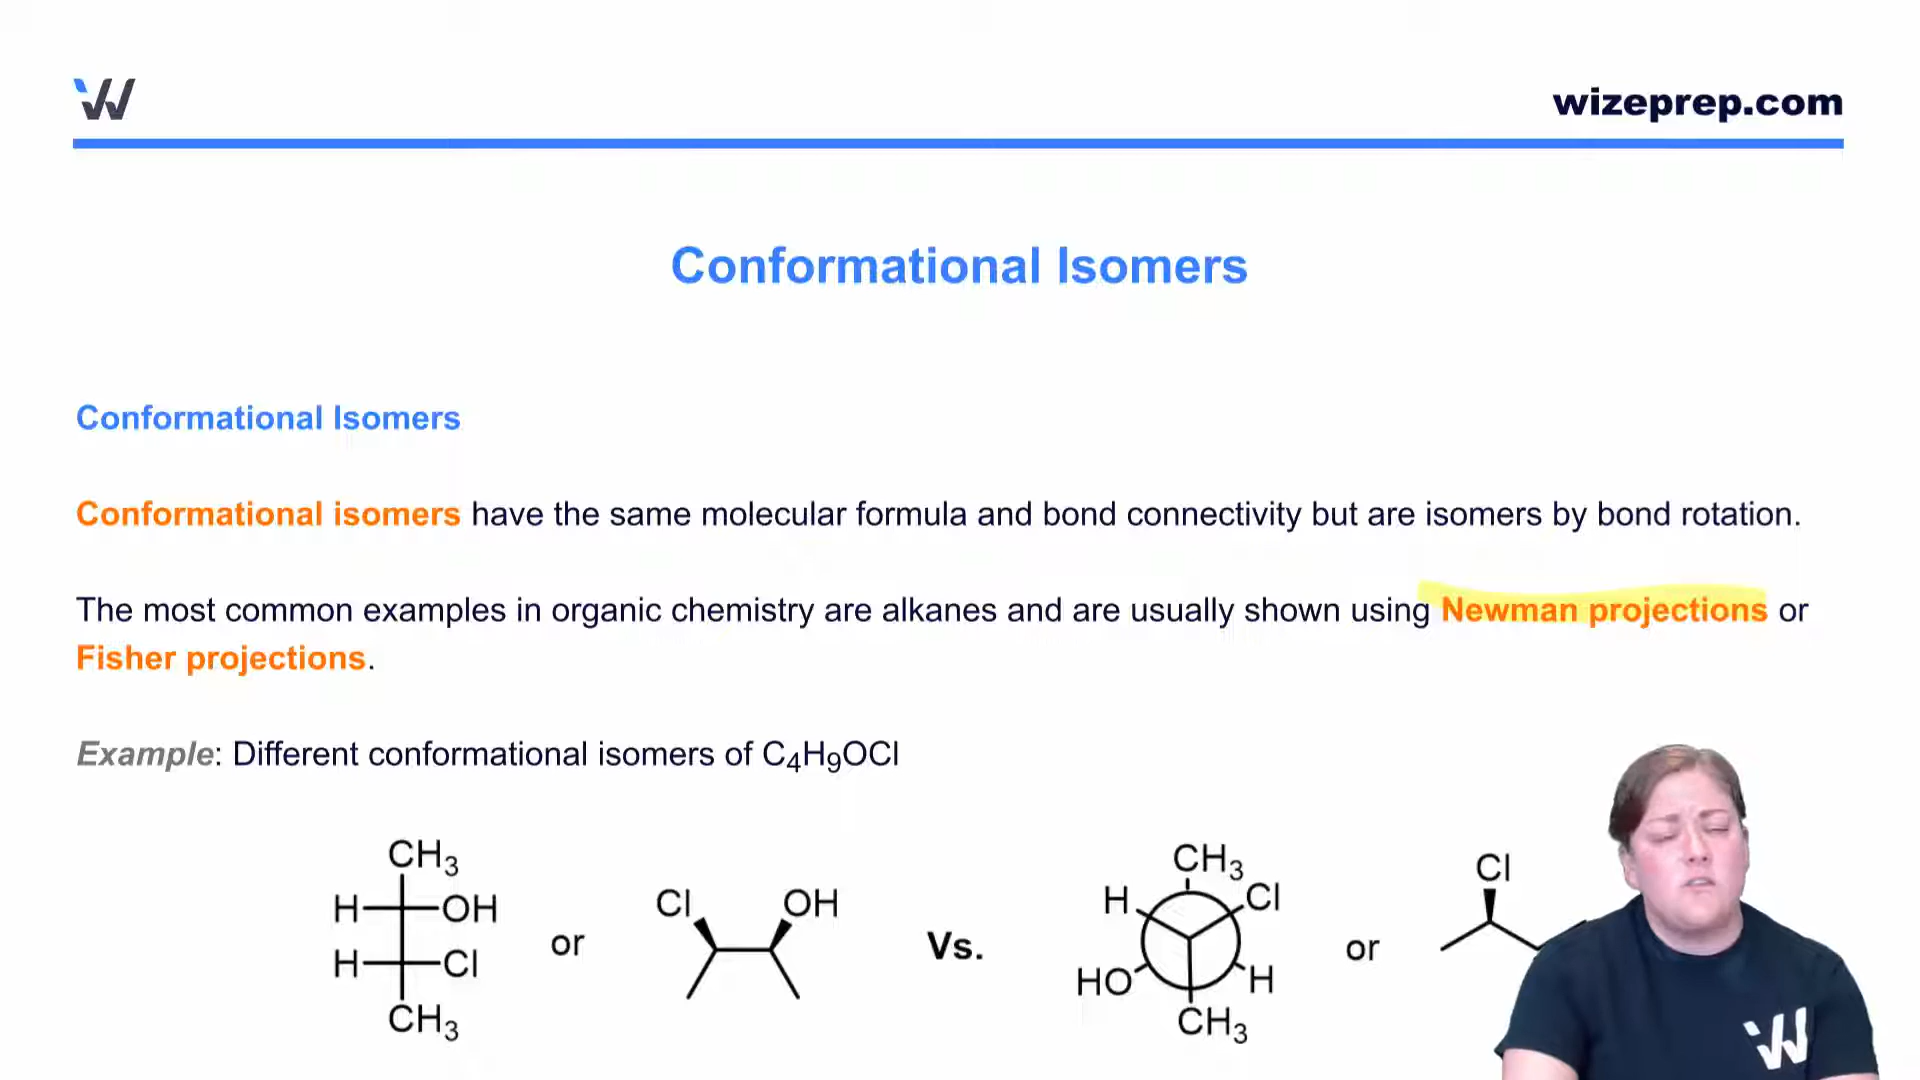 W
wizeprep.com
Conformational Isomers
Conformational Isomers
Conformational isomers have the same molecular formula and bond connectivity but are isomers by bond rotation.
The most common examples in organic chemistry are alkanes and are usually shown using Newman projections or
Fisher projections.
Example: Different conformational isomers of C₄H₉OCl
CH₃
H OH
H Cl
CH₃
or
Cl OH
Vs.
CH₃
H Cl
HO H
CH₃
or
Cl
W